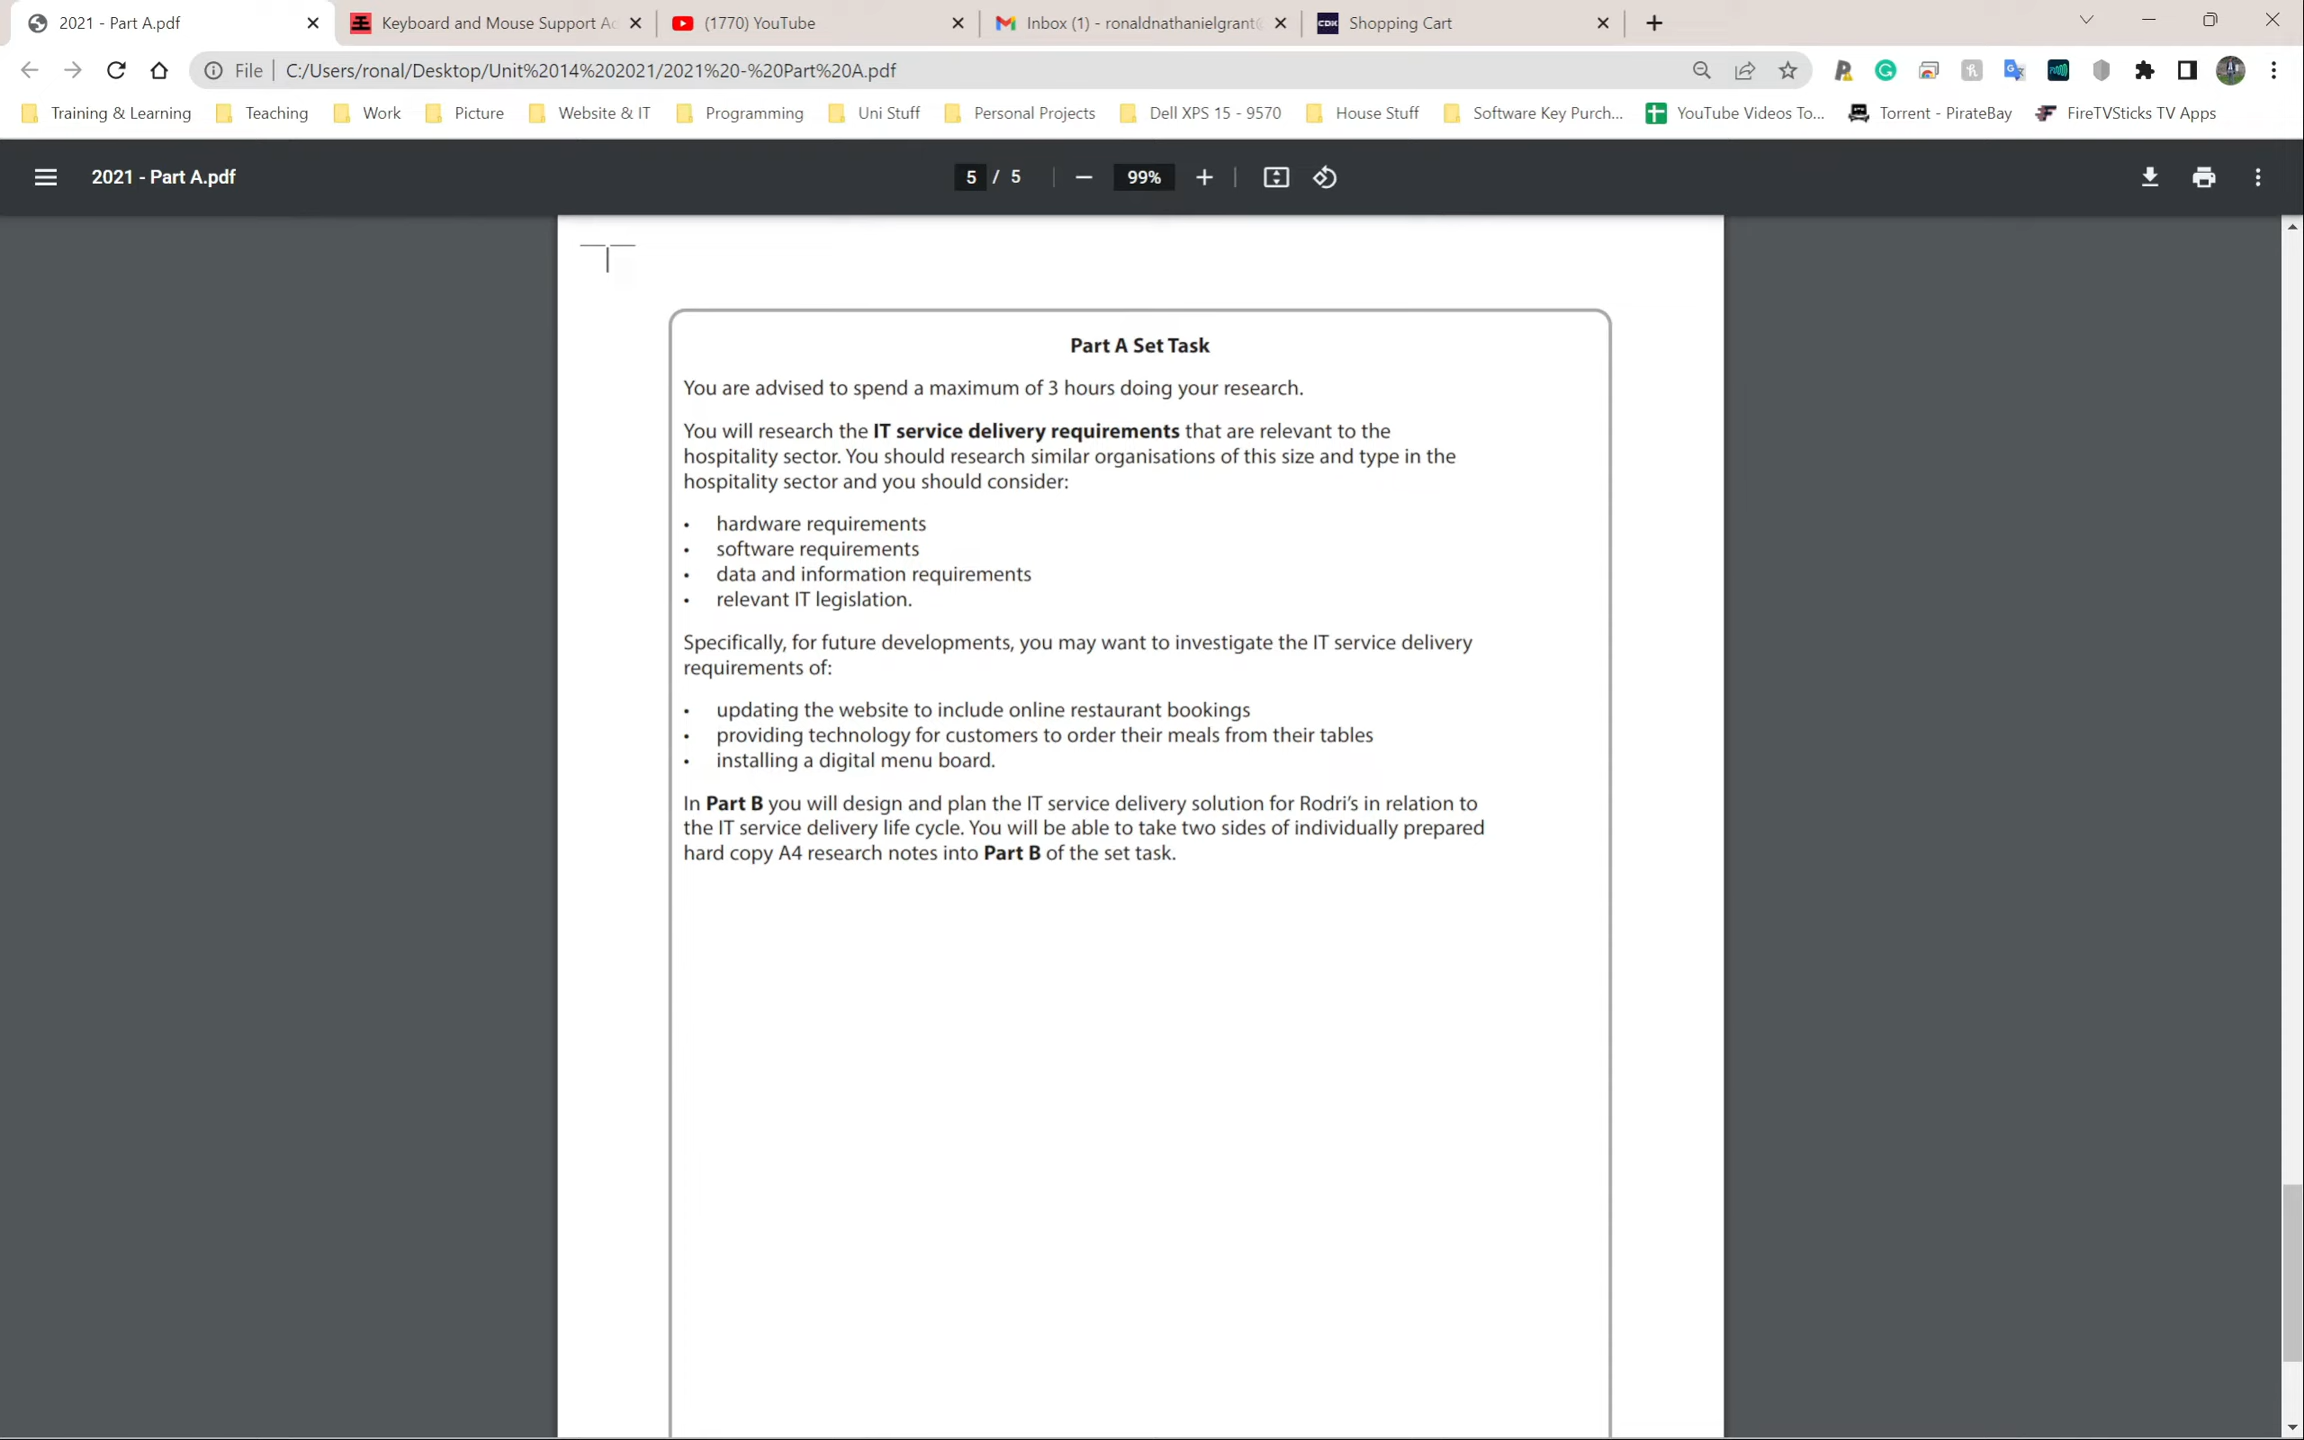 2021 - Part A.pdf
Keyboard and Mouse Support Ac
(1770) YouTube
Inbox (1) - ronaldnathanielgrant@
CDK
Shopping Cart
File
C:/Users/ronal/Desktop/Unit%2014%202021/2021%20-%20Part%20A.pdf
Training & Learning
Teaching
Work
Picture
Website & IT
Programming
Uni Stuff
Personal Projects
Dell XPS 15 - 9570
House Stuff
Software Key Purch...
YouTube Videos To...
Torrent - PirateBay
FireTVSticks TV Apps
2021 - Part A.pdf
5 / 5
99%
Part A Set Task
You are advised to spend a maximum of 3 hours doing your research.
You will research the IT service delivery requirements that are relevant to the
hospitality sector. You should research similar organisations of this size and type in the
hospitality sector and you should consider:
• hardware requirements
• software requirements
• data and information requirements
• relevant IT legislation.
Specifically, for future developments, you may want to investigate the IT service delivery
requirements of:
• updating the website to include online restaurant bookings
• providing technology for customers to order their meals from their tables
• installing a digital menu board.
In Part B you will design and plan the IT service delivery solution for Rodri's in relation to
the IT service delivery life cycle. You will be able to take two sides of individually prepared
hard copy A4 research notes into Part B of the set task.